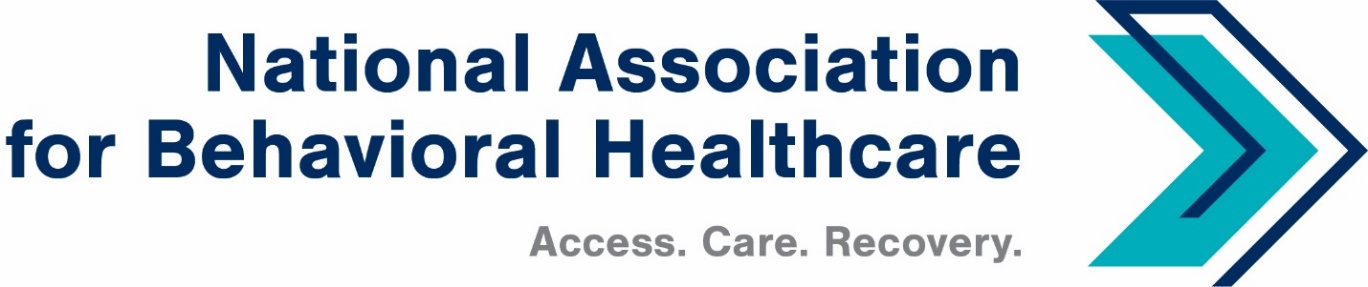 National Association
for Behavioral Healthcare
Access. Care. Recovery.